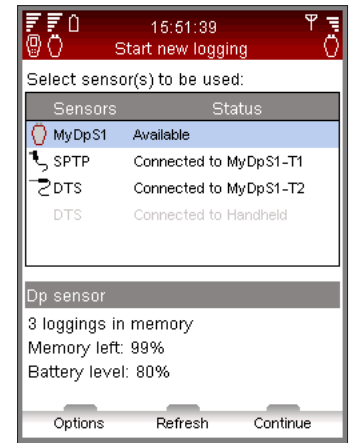 15:51:39
Start new logging
Select sensor(s) to be used:
Sensors Status
MyDpS1 Available
SPTP Connected to MyDpS1-T1
DTS Connected to MyDpS1-T2
DTS Connected to Handheld
Dp sensor
3 loggings in memory
Memory left: 99%
Battery level: 80%
Options Refresh Continue